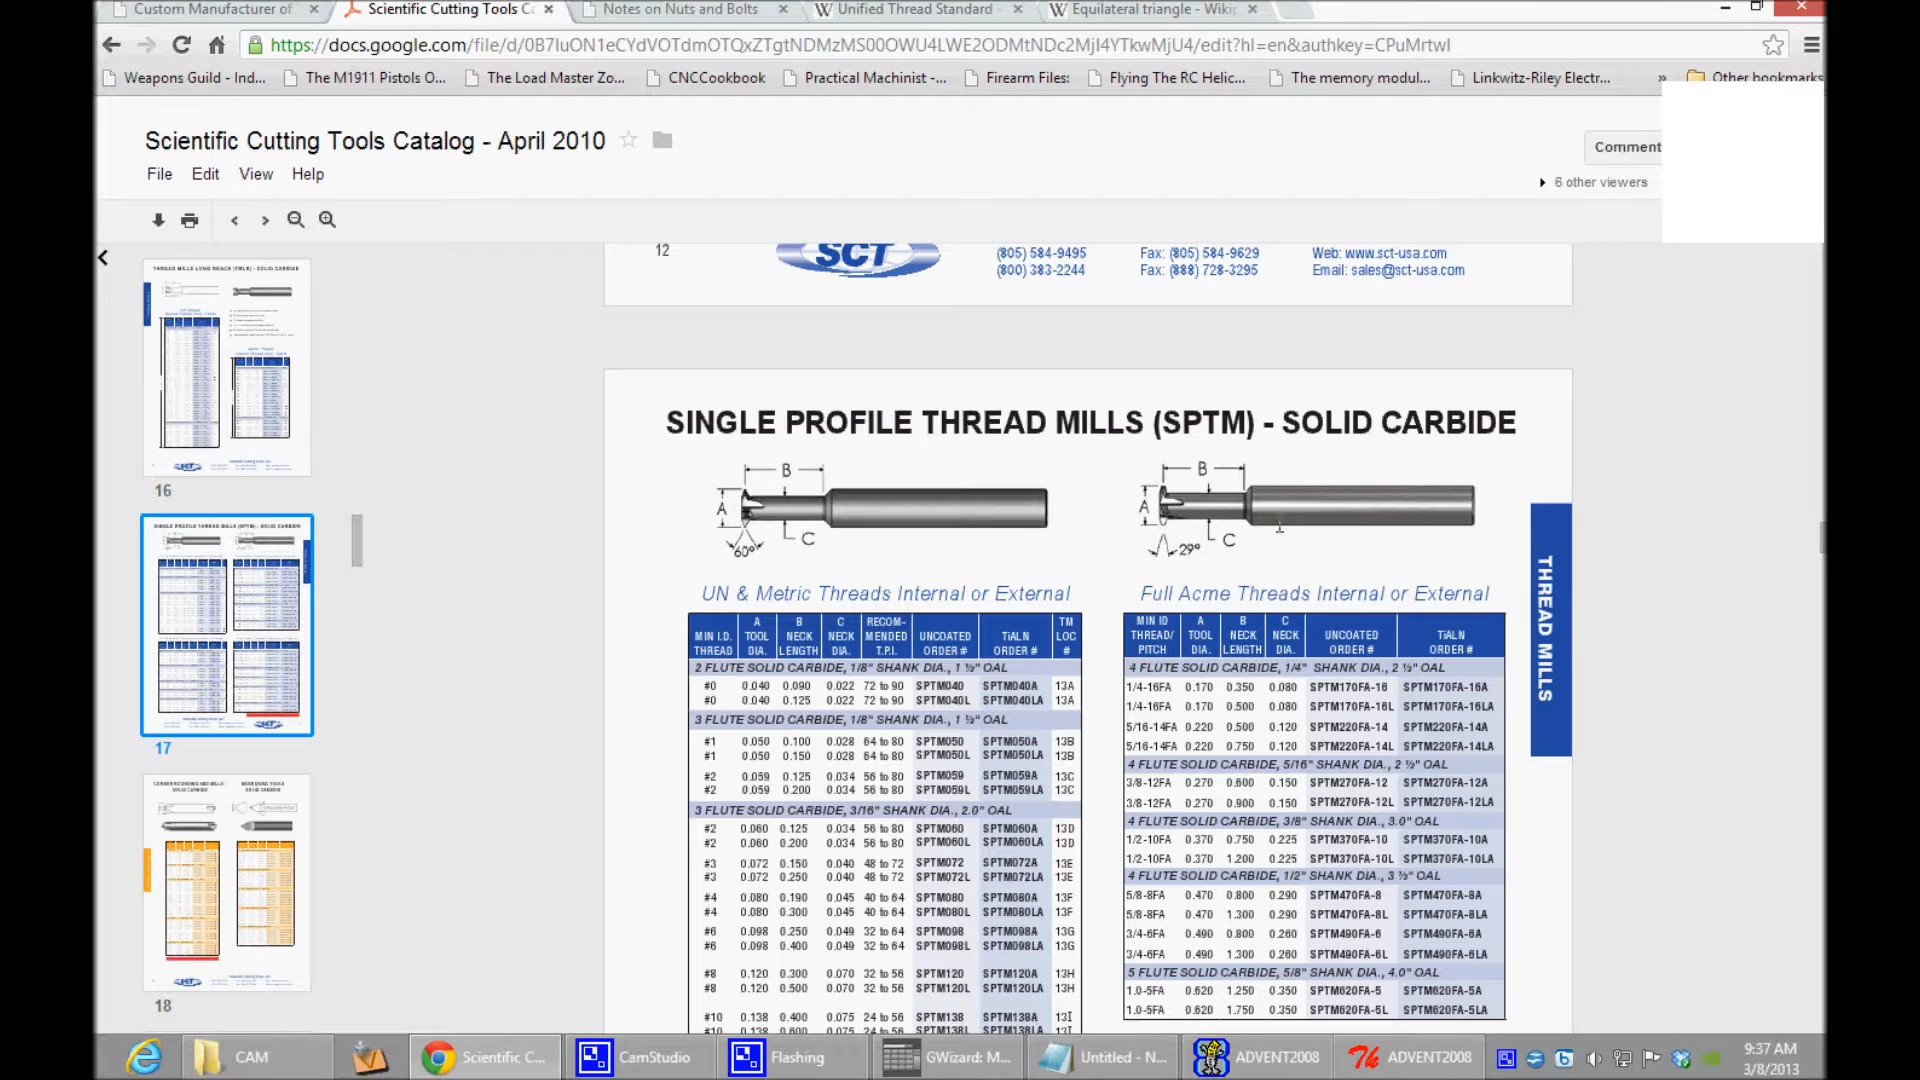 Custom Manufacturer of
Scientific Cutting Tools Ca
Notes on Nuts and Bolts
Unified Thread Standard -
Equilateral triangle - Wikip
https://docs.google.com/file/d/0B7IuON1eCYdVOTdmOTQxZTgtNDMzMS00OWU4LWE2ODMtNDc2MjI4YTkwMjU4/edit?hl=en&authkey=CPuMrtwI
Weapons Guild - Ind... The M1911 Pistols O... The Load Master Zo... CNCCookbook Practical Machinist -... Firearm Files: Flying The RC Helic... The memory modul... Linkwitz-Riley Electr... » Other bookmarks
Scientific Cutting Tools Catalog - April 2010
Comment
File Edit View Help
6 other viewers
12
SCT
(805) 584-9495 Fax: (805) 584-9629 Web: www.sct-usa.com
(800) 383-2244 Fax: (888) 728-3295 Email: sales@sct-usa.com
THREAD MILLS LONG REACH (TMLR) - SOLID CARBIDE
16
SINGLE PROFILE THREAD MILLS (SPTM) - SOLID CARBIDE
17
18
SINGLE PROFILE THREAD MILLS (SPTM) - SOLID CARBIDE
B
A
60°
C
B
A
29°
C
THREAD MILLS
UN & Metric Threads Internal or External
MIN I.D. THREAD
A TOOL DIA.
B NECK LENGTH
C NECK DIA.
RECOM-MENDED T.P.I.
UNCOATED ORDER #
TiALN ORDER #
TM LOC #
2 FLUTE SOLID CARBIDE, 1/8" SHANK DIA., 1 ½" OAL
#0 0.040 0.090 0.022 72 to 90 SPTM040 SPTM040A 13A
#0 0.040 0.125 0.022 72 to 90 SPTM040L SPTM040LA 13A
3 FLUTE SOLID CARBIDE, 1/8" SHANK DIA., 1 ½" OAL
#1 0.050 0.100 0.028 64 to 80 SPTM050 SPTM050A 13B
#1 0.050 0.150 0.028 64 to 80 SPTM050L SPTM050LA 13B
#2 0.059 0.125 0.034 56 to 80 SPTM059 SPTM059A 13C
#2 0.059 0.200 0.034 56 to 80 SPTM059L SPTM059LA 13C
3 FLUTE SOLID CARBIDE, 3/16" SHANK DIA., 2.0" OAL
#2 0.060 0.125 0.034 56 to 80 SPTM060 SPTM060A 13D
#2 0.060 0.200 0.034 56 to 80 SPTM060L SPTM060LA 13D
#3 0.072 0.150 0.040 48 to 72 SPTM072 SPTM072A 13E
#3 0.072 0.250 0.040 48 to 72 SPTM072L SPTM072LA 13E
#4 0.080 0.190 0.045 40 to 64 SPTM080 SPTM080A 13F
#4 0.080 0.300 0.045 40 to 64 SPTM080L SPTM080LA 13F
#6 0.098 0.250 0.049 32 to 64 SPTM098 SPTM098A 13G
#6 0.098 0.400 0.049 32 to 64 SPTM098L SPTM098LA 13G
#8 0.120 0.300 0.070 32 to 56 SPTM120 SPTM120A 13H
#8 0.120 0.500 0.070 32 to 56 SPTM120L SPTM120LA 13H
#10 0.138 0.400 0.075 24 to 56 SPTM138 SPTM138A 13I
#10 0.138 0.600 0.075 24 to 56 SPTM138L SPTM138LA 13I
Full Acme Threads Internal or External
MIN ID THREAD/ PITCH
A TOOL DIA.
B NECK LENGTH
C NECK DIA.
UNCOATED ORDER #
TiALN ORDER #
4 FLUTE SOLID CARBIDE, 1/4" SHANK DIA., 2 ½" OAL
1/4-16FA 0.170 0.350 0.080 SPTM170FA-16 SPTM170FA-16A
1/4-16FA 0.170 0.500 0.080 SPTM170FA-16L SPTM170FA-16LA
5/16-14FA 0.220 0.500 0.120 SPTM220FA-14 SPTM220FA-14A
5/16-14FA 0.220 0.750 0.120 SPTM220FA-14L SPTM220FA-14LA
4 FLUTE SOLID CARBIDE, 5/16" SHANK DIA., 2 ½" OAL
3/8-12FA 0.270 0.600 0.150 SPTM270FA-12 SPTM270FA-12A
3/8-12FA 0.270 0.900 0.150 SPTM270FA-12L SPTM270FA-12LA
4 FLUTE SOLID CARBIDE, 3/8" SHANK DIA., 3.0" OAL
1/2-10FA 0.370 0.750 0.225 SPTM370FA-10 SPTM370FA-10A
1/2-10FA 0.370 1.200 0.225 SPTM370FA-10L SPTM370FA-10LA
4 FLUTE SOLID CARBIDE, 1/2" SHANK DIA., 3 ½" OAL
5/8-8FA 0.470 0.800 0.290 SPTM470FA-8 SPTM470FA-8A
5/8-8FA 0.470 1.300 0.290 SPTM470FA-8L SPTM470FA-8LA
3/4-6FA 0.490 0.800 0.260 SPTM490FA-6 SPTM490FA-6A
3/4-6FA 0.490 1.300 0.260 SPTM490FA-6L SPTM490FA-6LA
5 FLUTE SOLID CARBIDE, 5/8" SHANK DIA., 4.0" OAL
1.0-5FA 0.620 1.250 0.350 SPTM620FA-5 SPTM620FA-5A
1.0-5FA 0.620 1.750 0.350 SPTM620FA-5L SPTM620FA-5LA
CAM
Scientific C...
CamStudio
Flashing
GWizard: M...
Untitled - N...
ADVENT2008
ADVENT2008
9:37 AM
3/8/2013